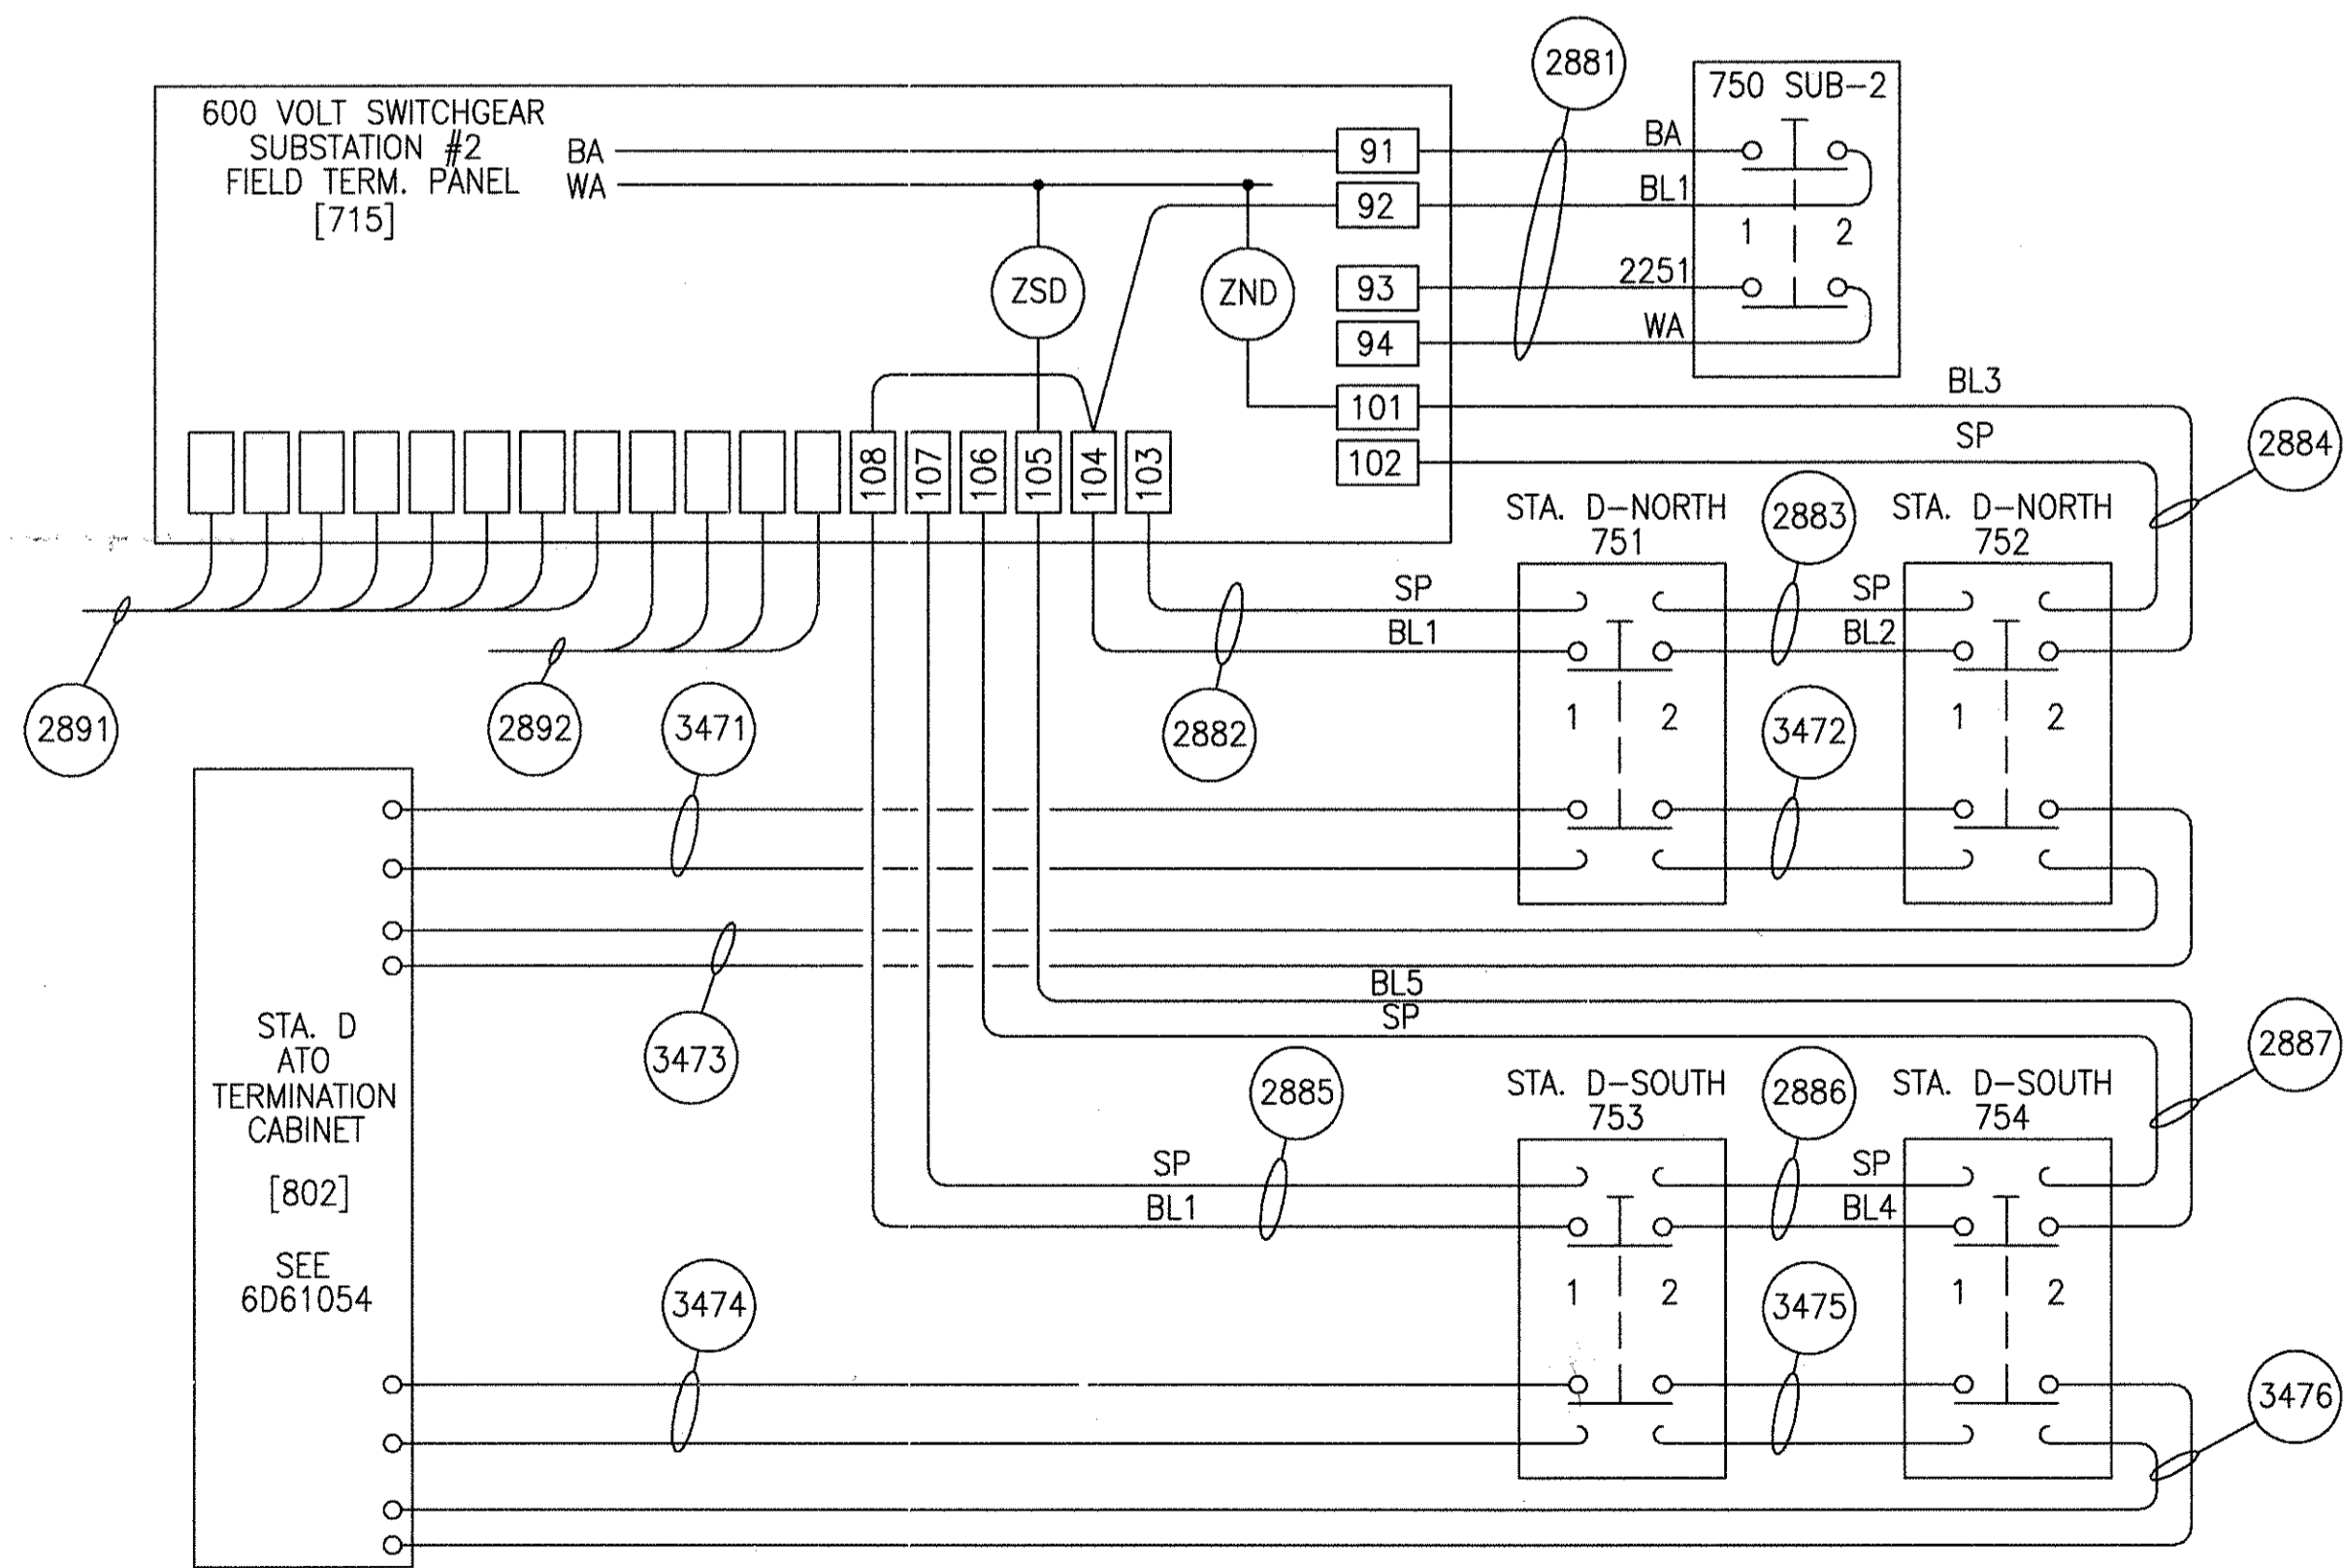 2881
750 SUB-2
600 VOLT SWITCHGEAR
SUBSTATION #2
FIELD TERM. PANEL
[715]
BA
WA
91
92
93
94
101
102
BA
BL1
2251
WA
1 2
ZSD
ZND
108
107
106
105
104
103
BL3
SP
2884
STA. D-NORTH
751
2883
STA. D-NORTH
752
SP
BL1
SP
BL2
1 2
1 2
2891
2892
3471
2882
3472
3473
BL5
SP
2887
STA. D
ATO
TERMINATION
CABINET
[802]
SEE
6D61054
2885
STA. D-SOUTH
753
2886
STA. D-SOUTH
754
SP
BL1
SP
BL4
1 2
1 2
3474
3475
3476